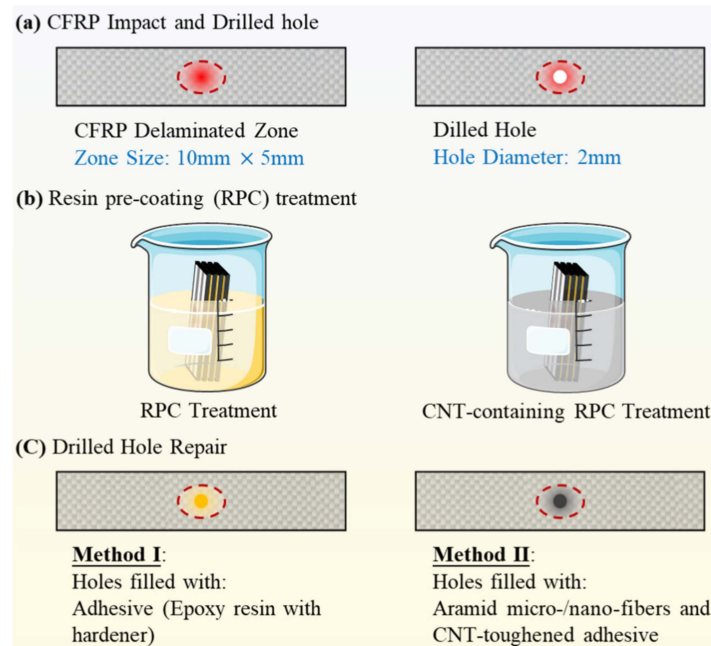 (a) CFRP Impact and Drilled hole
CFRP Delaminated Zone
Zone Size: 10mm × 5mm
Dilled Hole
Hole Diameter: 2mm
(b) Resin pre-coating (RPC) treatment
RPC Treatment
CNT-containing RPC Treatment
(C) Drilled Hole Repair
Method I:
Holes filled with:
Adhesive (Epoxy resin with
hardener)
Method II:
Holes filled with:
Aramid micro-/nano-fibers and
CNT-toughened adhesive